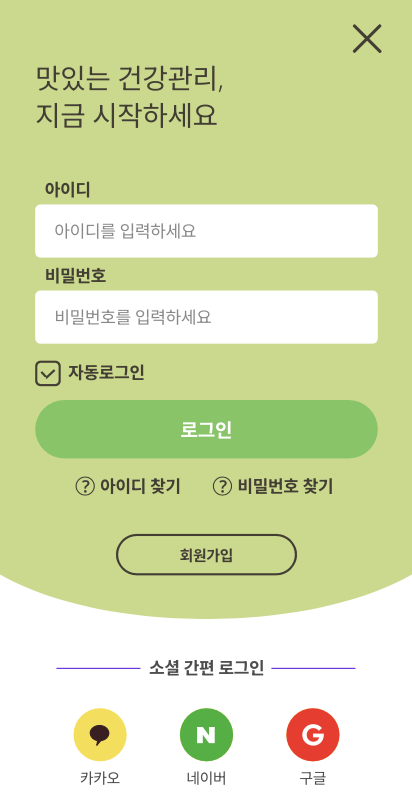 맛있는 건강관리,
지금 시작하세요
아이디
아이디를 입력하세요
비밀번호
비밀번호를 입력하세요
자동로그인
로그인
? 아이디 찾기 ? 비밀번호 찾기
회원가입
소셜 간편 로그인
N G
카카오 네이버 구글